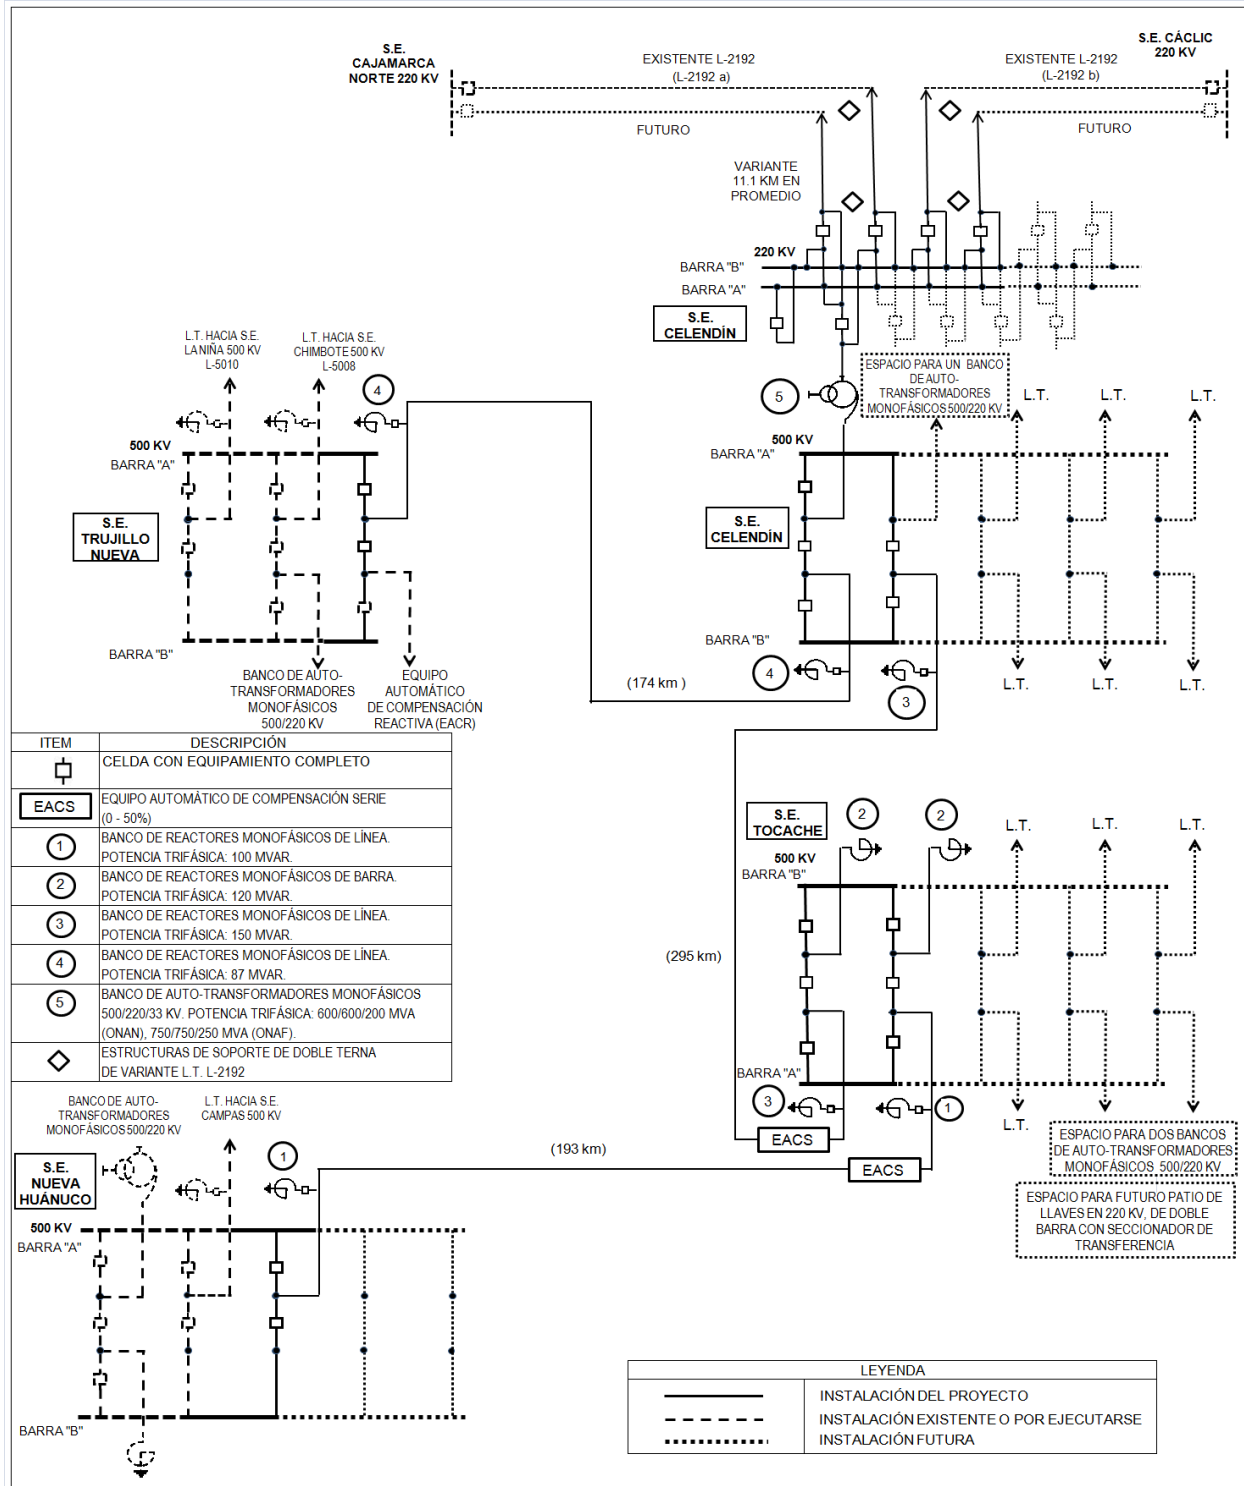 S.E.
CAJAMARCA
NORTE 220 KV
EXISTENTE L-2192
(L-2192 a)
EXISTENTE L-2192
(L-2192 b)
S.E. CÁCLIC
220 KV
FUTURO
FUTURO
VARIANTE
11.1 KM EN
PROMEDIO
220 KV
BARRA "B"
BARRA "A"
S.E.
CELENDÍN
L.T. HACIA S.E.
LA NIÑA 500 KV
L-5010
L.T. HACIA S.E.
CHIMBOTE 500 KV
L-5008
4
5
ESPACIO PARA UN BANCO
DE AUTO-
TRANSFORMADORES
MONOFÁSICOS 500/220 KV
L.T.
L.T.
L.T.
500 KV
BARRA "A"
500 KV
BARRA "A"
S.E.
TRUJILLO
NUEVA
S.E.
CELENDÍN
BARRA "B"
BARRA "B"
BANCO DE AUTO-
TRANSFORMADORES
MONOFÁSICOS
500/220 KV
EQUIPO
AUTOMÁTICO
DE COMPENSACIÓN
REACTIVA (EACR)
(174 km )
4
3
L.T.
L.T.
L.T.
ITEM
DESCRIPCIÓN
CELDA CON EQUIPAMIENTO COMPLETO
EACS
EQUIPO AUTOMÁTICO DE COMPENSACIÓN SERIE
(0 - 50%)
1
BANCO DE REACTORES MONOFÁSICOS DE LÍNEA.
POTENCIA TRIFÁSICA: 100 MVAR.
2
BANCO DE REACTORES MONOFÁSICOS DE BARRA.
POTENCIA TRIFÁSICA: 120 MVAR.
3
BANCO DE REACTORES MONOFÁSICOS DE LÍNEA.
POTENCIA TRIFÁSICA: 150 MVAR.
4
BANCO DE REACTORES MONOFÁSICOS DE LÍNEA.
POTENCIA TRIFÁSICA: 87 MVAR.
5
BANCO DE AUTO-TRANSFORMADORES MONOFÁSICOS
500/220/33 KV. POTENCIA TRIFÁSICA: 600/600/200 MVA
(ONAN), 750/750/250 MVA (ONAF).
ESTRUCTURAS DE SOPORTE DE DOBLE TERNA
DE VARIANTE L.T. L-2192
S.E.
TOCACHE
2
2
L.T.
L.T.
L.T.
500 KV
BARRA "B"
(295 km)
BARRA "A"
3
1
EACS
EACS
L.T.
ESPACIO PARA DOS BANCOS
DE AUTO-TRANSFORMADORES
MONOFÁSICOS 500/220 KV
ESPACIO PARA FUTURO PATIO DE
LLAVES EN 220 KV, DE DOBLE
BARRA CON SECCIONADOR DE
TRANSFERENCIA
BANCO DE AUTO-
TRANSFORMADORES
MONOFÁSICOS 500/220 KV
L.T. HACIA S.E.
CAMPAS 500 KV
1
(193 km)
S.E.
NUEVA
HUÁNUCO
500 KV
BARRA "A"
BARRA "B"
LEYENDA
INSTALACIÓN DEL PROYECTO
INSTALACIÓN EXISTENTE O POR EJECUTARSE
INSTALACIÓN FUTURA